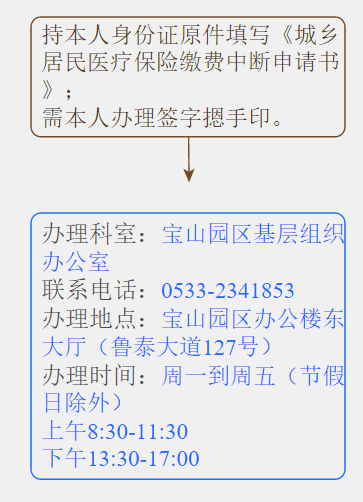 持本人身份证原件填写《城乡
居民医疗保险缴费中断申请书
》；
需本人办理签字摁手印。
办理科室：宝山园区基层组织
办公室
联系电话：0533-2341853
办理地点：宝山园区办公楼东
大厅（鲁泰大道127号）
办理时间：周一到周五（节假
日除外）
上午8:30-11:30
下午13:30-17:00